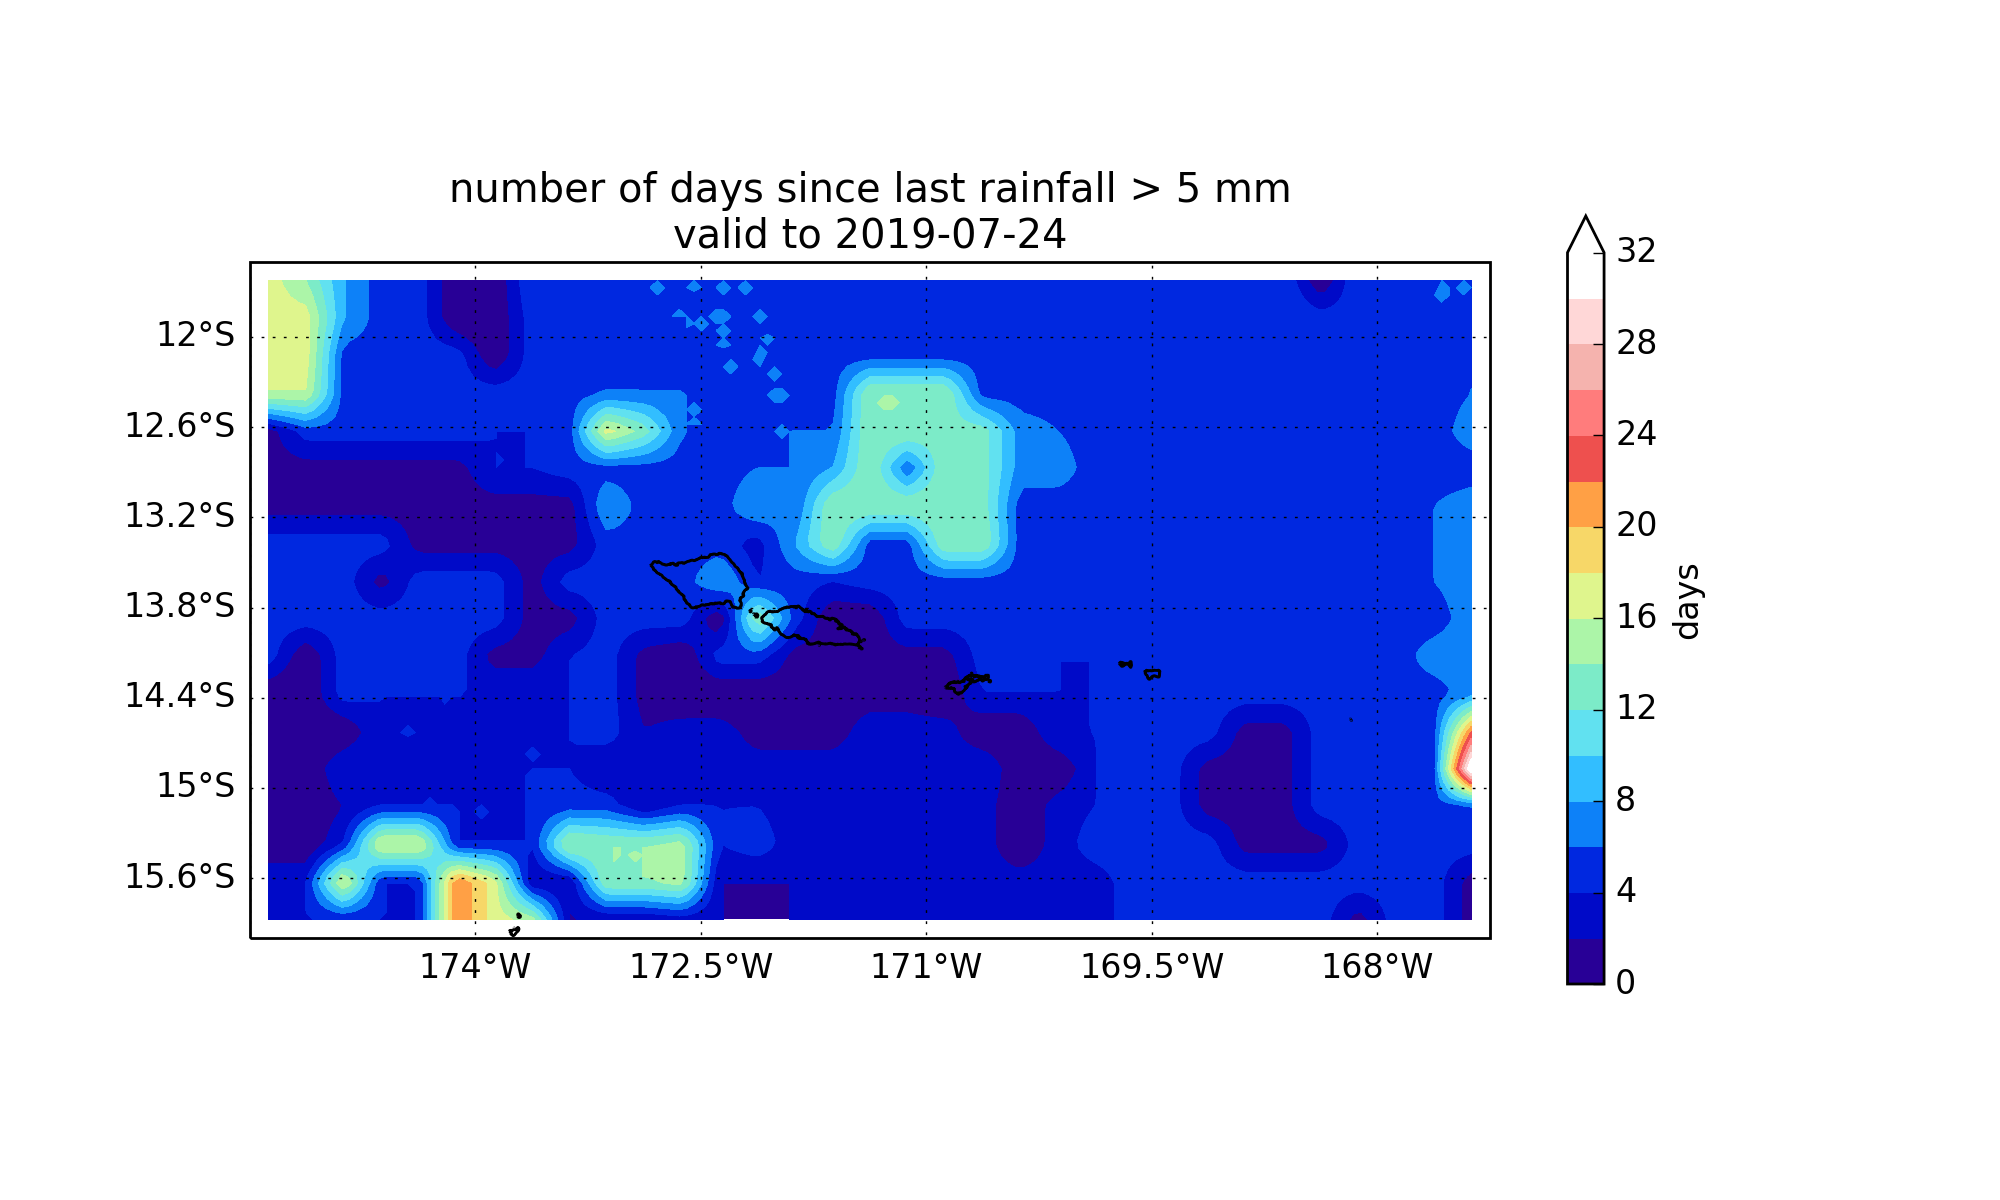 number of days since last rainfall > 5 mm
valid to 2019-07-24
12°S
12.6°S
13.2°S
13.8°S
14.4°S
15°S
15.6°S
174°W
172.5°W
171°W
169.5°W
168°W
32
28
24
20
16
12
8
4
0
days